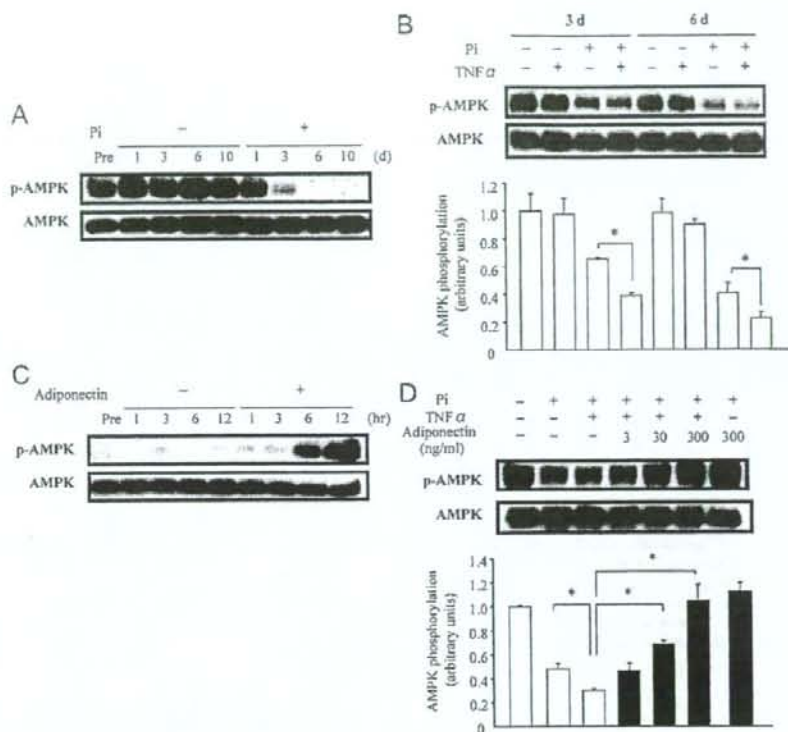 A
Pi − +
Pre 1 3 6 10 1 3 6 10 (d)
p-AMPK
AMPK
B
3 d 6 d
Pi − − + + − − + +
TNFα − + − + − + − +
p-AMPK
AMPK
AMPK phosphorylation
(arbitrary units)
1.2
1.0
0.8
0.6
0.4
0.2
0
* *
C
Adiponectin − +
Pre 1 3 6 12 1 3 6 12 (hr)
p-AMPK
AMPK
D
Pi − + + + + + +
TNFα − − + + + + −
Adiponectin − − − 3 30 300 300
(ng/ml)
p-AMPK
AMPK
AMPK phosphorylation
(arbitrary units)
1.4
1.2
1.0
0.8
0.6
0.4
0.2
0
* * *